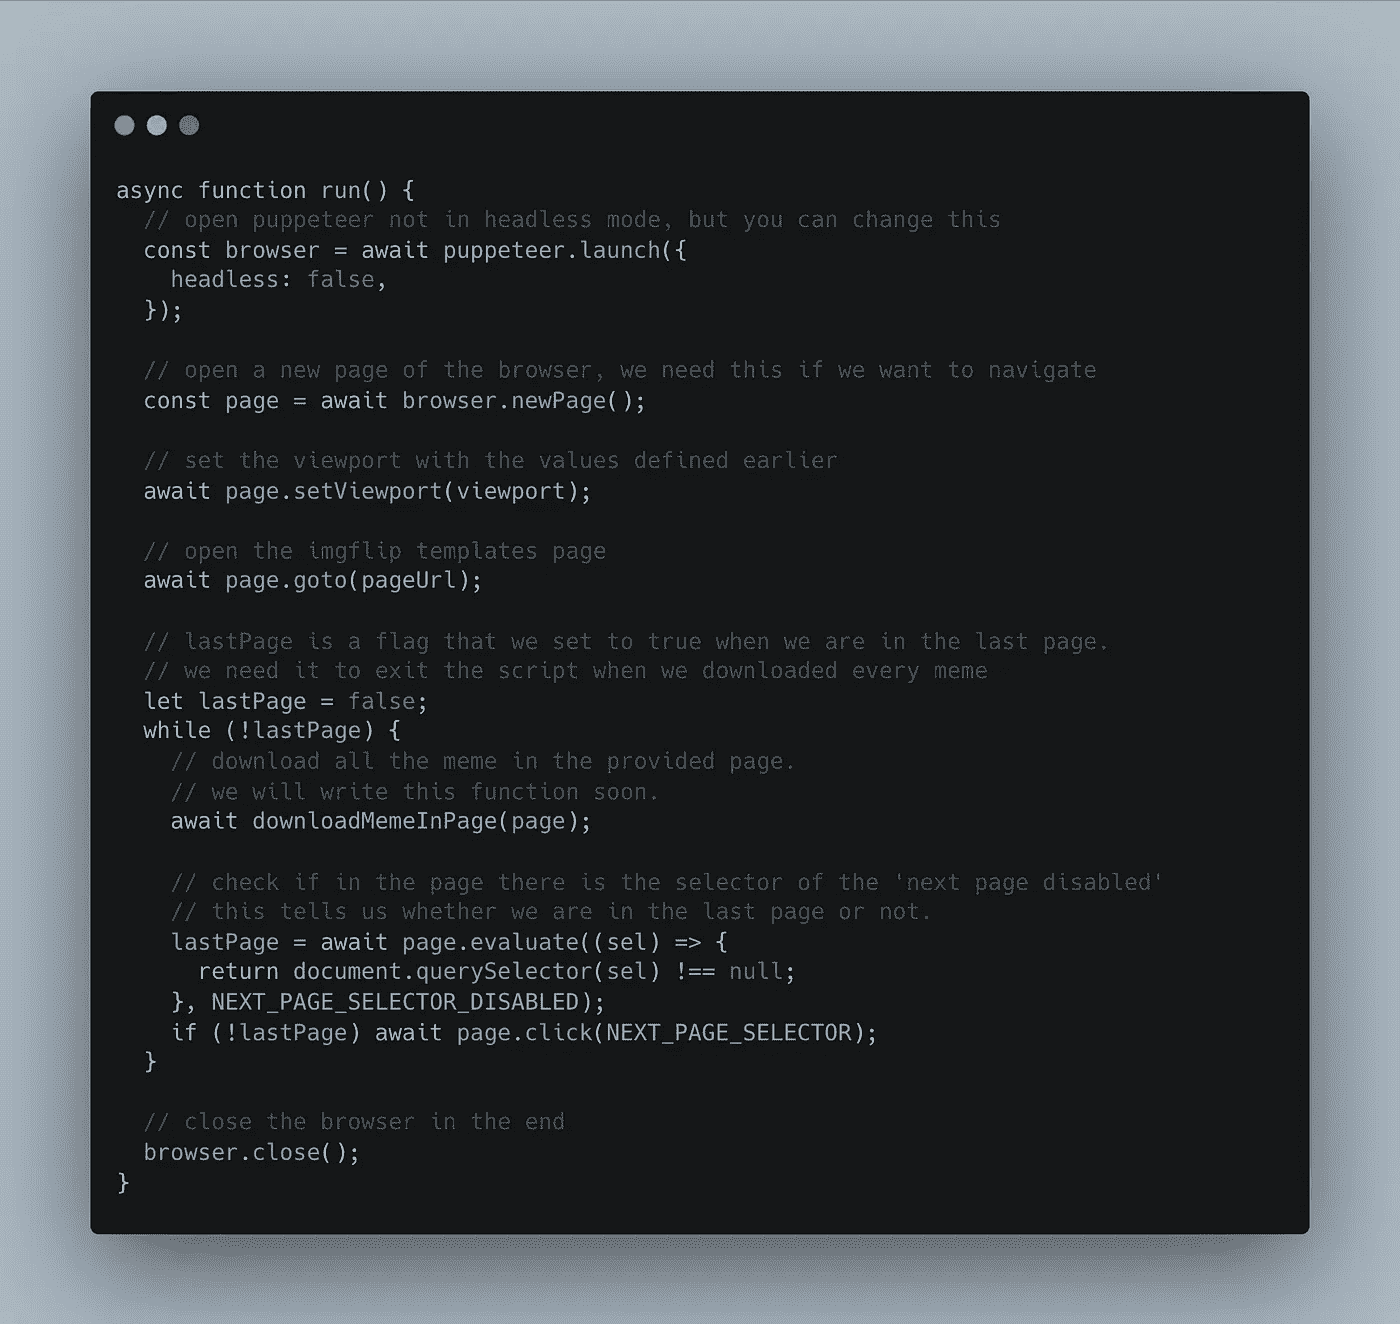 async function run() {
  // open puppeteer not in headless mode, but you can change this
  const browser = await puppeteer.launch({
    headless: false,
  });

  // open a new page of the browser, we need this if we want to navigate
  const page = await browser.newPage();

  // set the viewport with the values defined earlier
  await page.setViewport(viewport);

  // open the imgflip templates page
  await page.goto(pageUrl);

  // lastPage is a flag that we set to true when we are in the last page.
  // we need it to exit the script when we downloaded every meme
  let lastPage = false;
  while (!lastPage) {
    // download all the meme in the provided page.
    // we will write this function soon.
    await downloadMemeInPage(page);

    // check if in the page there is the selector of the 'next page disabled'
    // this tells us whether we are in the last page or not.
    lastPage = await page.evaluate((sel) => {
      return document.querySelector(sel) !== null;
    }, NEXT_PAGE_SELECTOR_DISABLED);
    if (!lastPage) await page.click(NEXT_PAGE_SELECTOR);
  }

  // close the browser in the end
  browser.close();
}